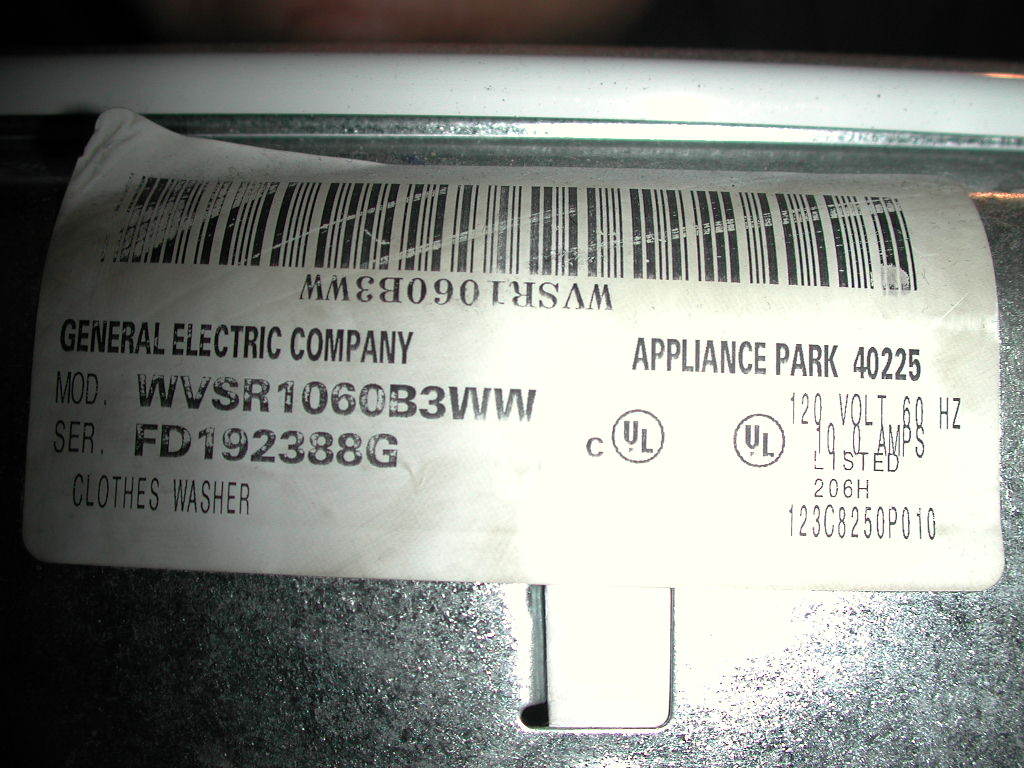 WVSR1060B3WW
GENERAL ELECTRIC COMPANY
APPLIANCE PARK 40225
MOD. WVSR1060B3WW
SER. FD192388G
CLOTHES WASHER
C UL
UL
120 VOLT 60 HZ
10.0 AMPS
LISTED
206H
123C8250P010